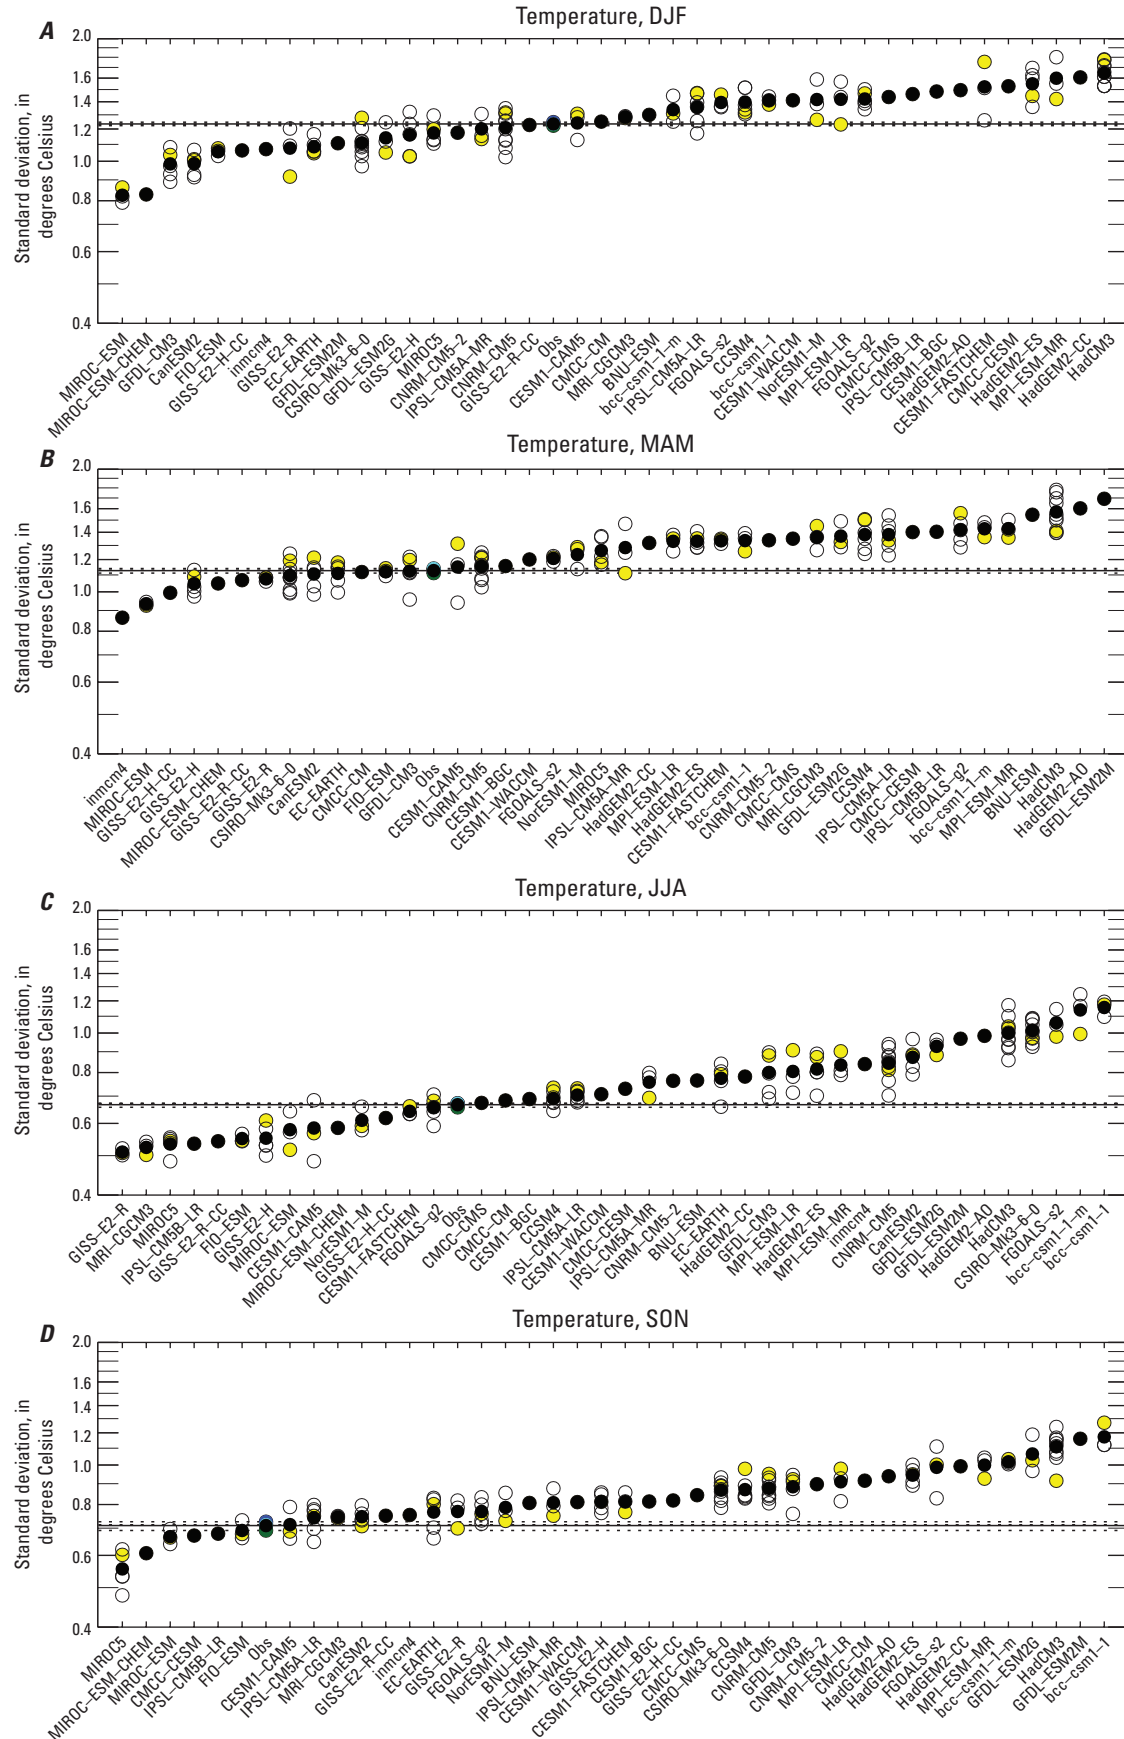 A
Temperature, DJF
Standard deviation, in
degrees Celsius
2.0
1.6
1.4
1.2
1.0
0.8
0.6
0.4
MIROC−ESM
MIROC−ESM−CHEM
GFDL−CM3
CanESM2
FIO−ESM
GISS−E2−H−CC
inmcm4
GISS−E2−R
EC−EARTH
GFDL−ESM2M
CSIRO−Mk3−6−0
GFDL−ESM2G
GISS−E2−H
MIROC5
CNRM−CM5−2
IPSL−CM5A−MR
CNRM−CM5
GISS−E2−R−CC
Obs
CESM1−CAM5
CMCC−CM
MRI−CGCM3
BNU−ESM
bcc−csm1−1−m
IPSL−CM5A−LR
FGOALS−s2
CCSM4
bcc−csm1−1
CESM1−WACCM
NorESM1−M
MPI−ESM−LR
FGOALS−g2
CMCC−CMS
IPSL−CM5B−LR
CESM1−BGC
HadGEM2−AO
CESM1−FASTCHEM
CMCC−CESM
HadGEM2−ES
MPI−ESM−MR
HadGEM2−CC
HadCM3
B
Temperature, MAM
Standard deviation, in
degrees Celsius
2.0
1.6
1.4
1.2
1.0
0.8
0.6
0.4
inmcm4
MIROC−ESM
GISS−E2−H−CC
GISS−E2−H
MIROC−ESM−CHEM
GISS−E2−R−CC
GISS−E2−R
CSIRO−Mk3−6−0
CanESM2
EC−EARTH
CMCC−CM
FIO−ESM
GFDL−CM3
Obs
CESM1−CAM5
CNRM−CM5
CESM1−BGC
CESM1−WACCM
FGOALS−s2
NorESM1−M
MIROC5
IPSL−CM5A−MR
HadGEM2−CC
MPI−ESM−LR
HadGEM2−ES
CESM1−FASTCHEM
bcc−csm1−1
CNRM−CM5−2
CMCC−CMS
MRI−CGCM3
GFDL−ESM2G
CCSM4
IPSL−CM5A−LR
CMCC−CESM
IPSL−CM5B−LR
FGOALS−g2
bcc−csm1−1−m
MPI−ESM−MR
BNU−ESM
HadCM3
HadGEM2−AO
GFDL−ESM2M
C
Temperature, JJA
Standard deviation, in
degrees Celsius
2.0
1.6
1.4
1.2
1.0
0.8
0.6
0.4
GISS−E2−R
MRI−CGCM3
MIROC5
IPSL−CM5B−LR
GISS−E2−R−CC
FIO−ESM
GISS−E2−H
MIROC−ESM
CESM1−CAM5
MIROC−ESM−CHEM
NorESM1−M
GISS−E2−H−CC
CESM1−FASTCHEM
FGOALS−g2
Obs
CMCC−CMS
CMCC−CM
CESM1−BGC
CCSM4
IPSL−CM5A−LR
CESM1−WACCM
CMCC−CESM
IPSL−CM5A−MR
CNRM−CM5−2
BNU−ESM
EC−EARTH
HadGEM2−CC
GFDL−CM3
MPI−ESM−LR
HadGEM2−ES
MPI−ESM−MR
inmcm4
CNRM−CM5
CanESM2
GFDL−ESM2G
GFDL−ESM2M
HadGEM2−AO
HadCM3
CSIRO−Mk3−6−0
FGOALS−s2
bcc−csm1−1−m
bcc−csm1−1
D
Temperature, SON
Standard deviation, in
degrees Celsius
2.0
1.6
1.4
1.2
1.0
0.8
0.6
0.4
MIROC5
MIROC−ESM−CHEM
MIROC−ESM
CMCC−CESM
IPSL−CM5B−LR
FIO−ESM
Obs
CESM1−CAM5
IPSL−CM5A−LR
MRI−CGCM3
CanESM2
GISS−E2−R−CC
inmcm4
EC−EARTH
GISS−E2−R
FGOALS−g2
NorESM1−M
BNU−ESM
IPSL−CM5A−MR
CESM1−WACCM
GISS−E2−H
CESM1−FASTCHEM
CESM1−BGC
GISS−E2−H−CC
CMCC−CMS
CSIRO−Mk3−6−0
CCSM4
CNRM−CM5
GFDL−CM3
CNRM−CM5−2
MPI−ESM−LR
CMCC−CM
HadGEM2−AO
HadGEM2−ES
FGOALS−s2
HadGEM2−CC
MPI−ESM−MR
bcc−csm1−1−m
GFDL−ESM2G
HadCM3
GFDL−ESM2M
bcc−csm1−1